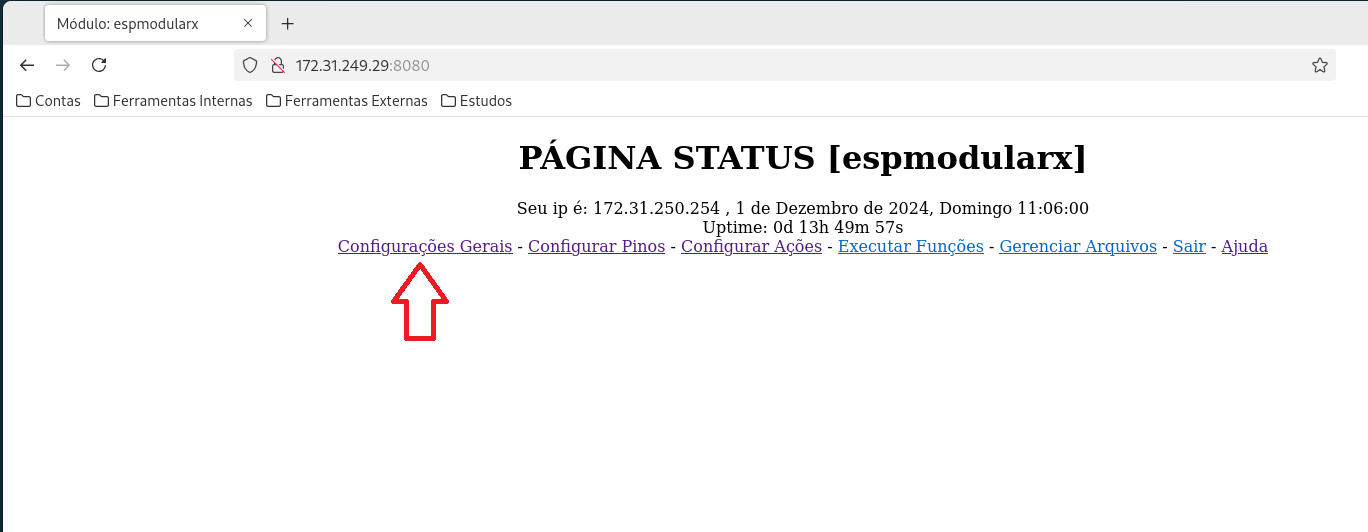 Módulo: espmodularx
172.31.249.29:8080
Contas Ferramentas Internas Ferramentas Externas Estudos
PÁGINA STATUS [espmodularx]
Seu ip é: 172.31.250.254 , 1 de Dezembro de 2024, Domingo 11:06:00
Uptime: 0d 13h 49m 57s
Configurações Gerais - Configurar Pinos - Configurar Ações - Executar Funções - Gerenciar Arquivos - Sair - Ajuda